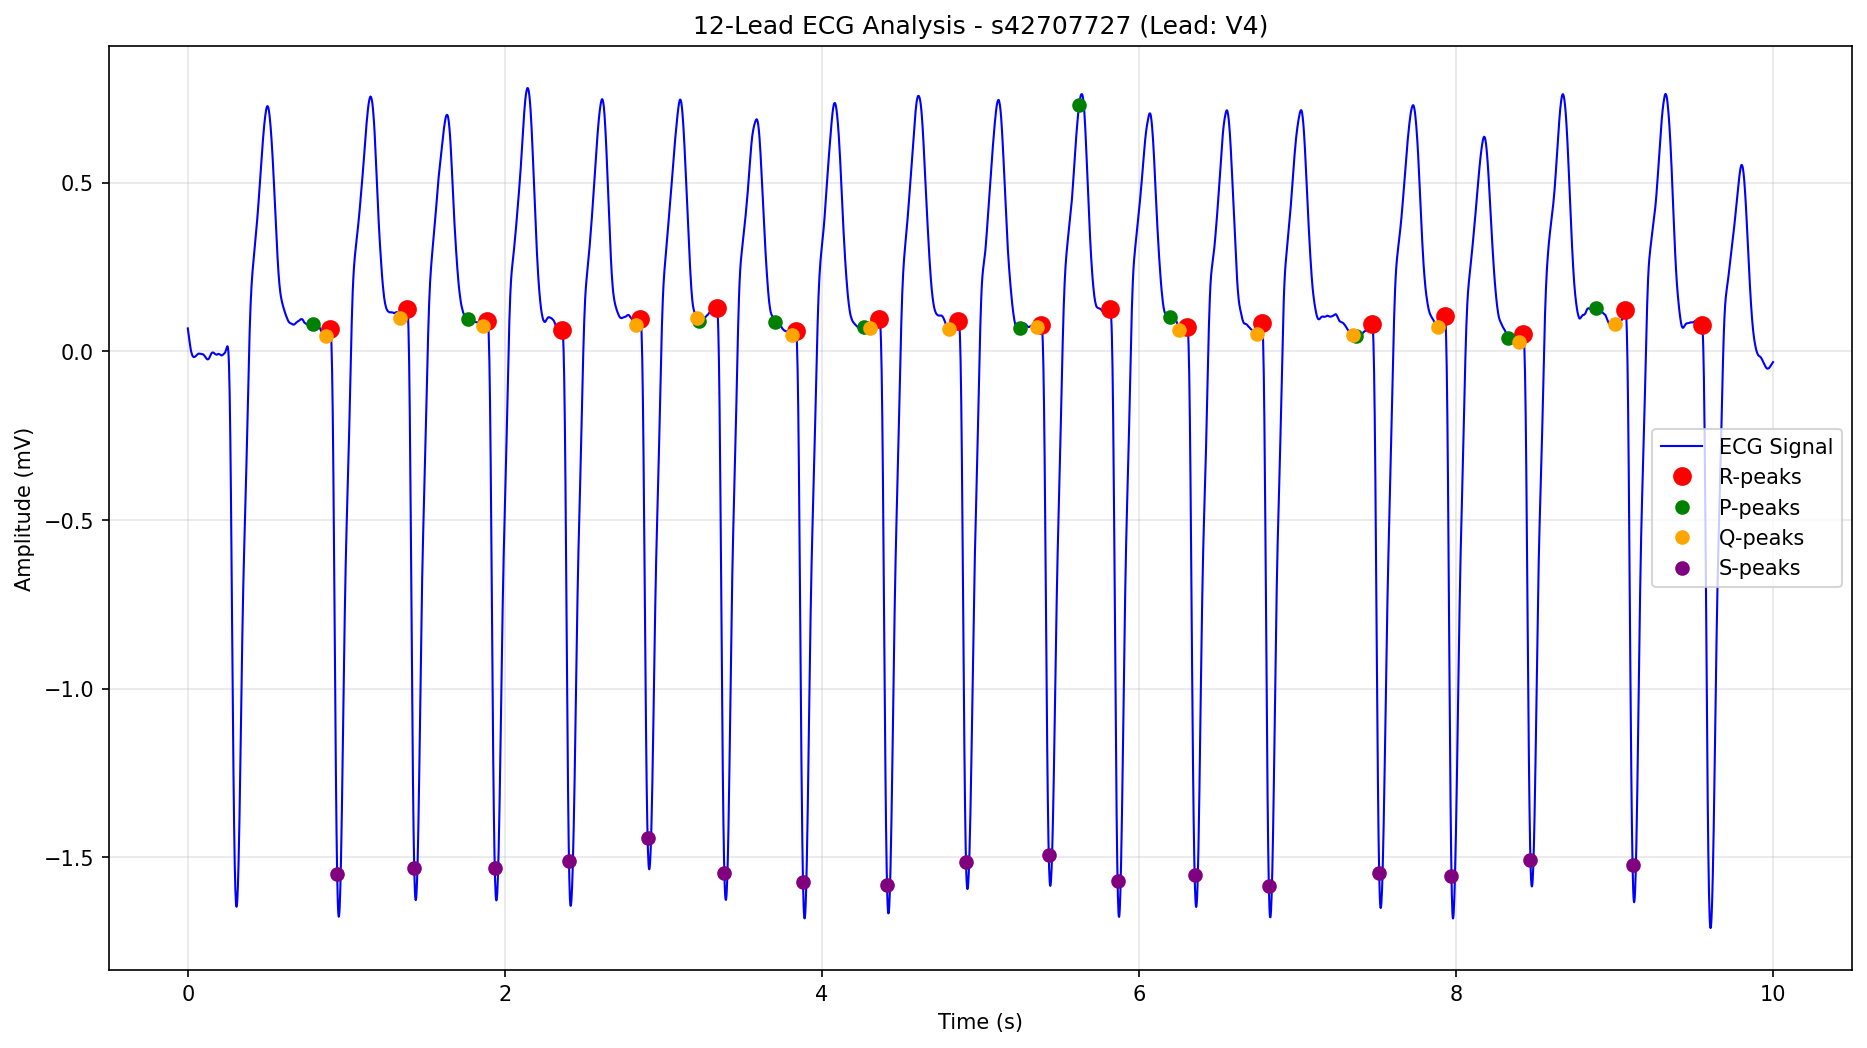 12-Lead ECG Analysis - s42707727 (Lead: V4)
Amplitude (mV)
0.5
0.0
−0.5
−1.0
−1.5
ECG Signal
R-peaks
P-peaks
Q-peaks
S-peaks
0 2 4 6 8 10
Time (s)